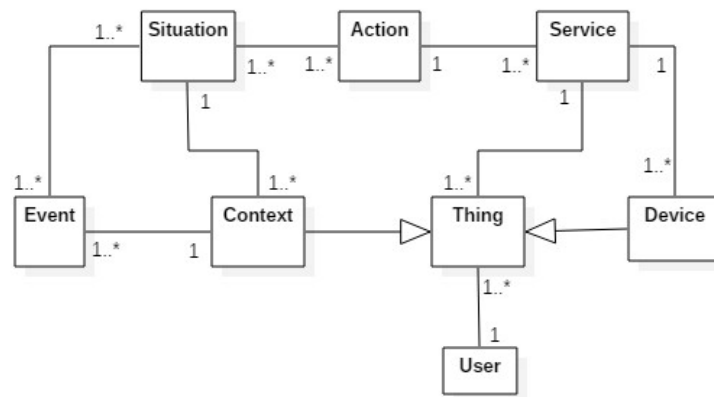 1..*
Situation
Action
Service
1..*
1..*
1
1..*
1
1
1
1..*
1..*
1..*
1..*
Event
Context
Thing
Device
1..*
1
1..*
1
User